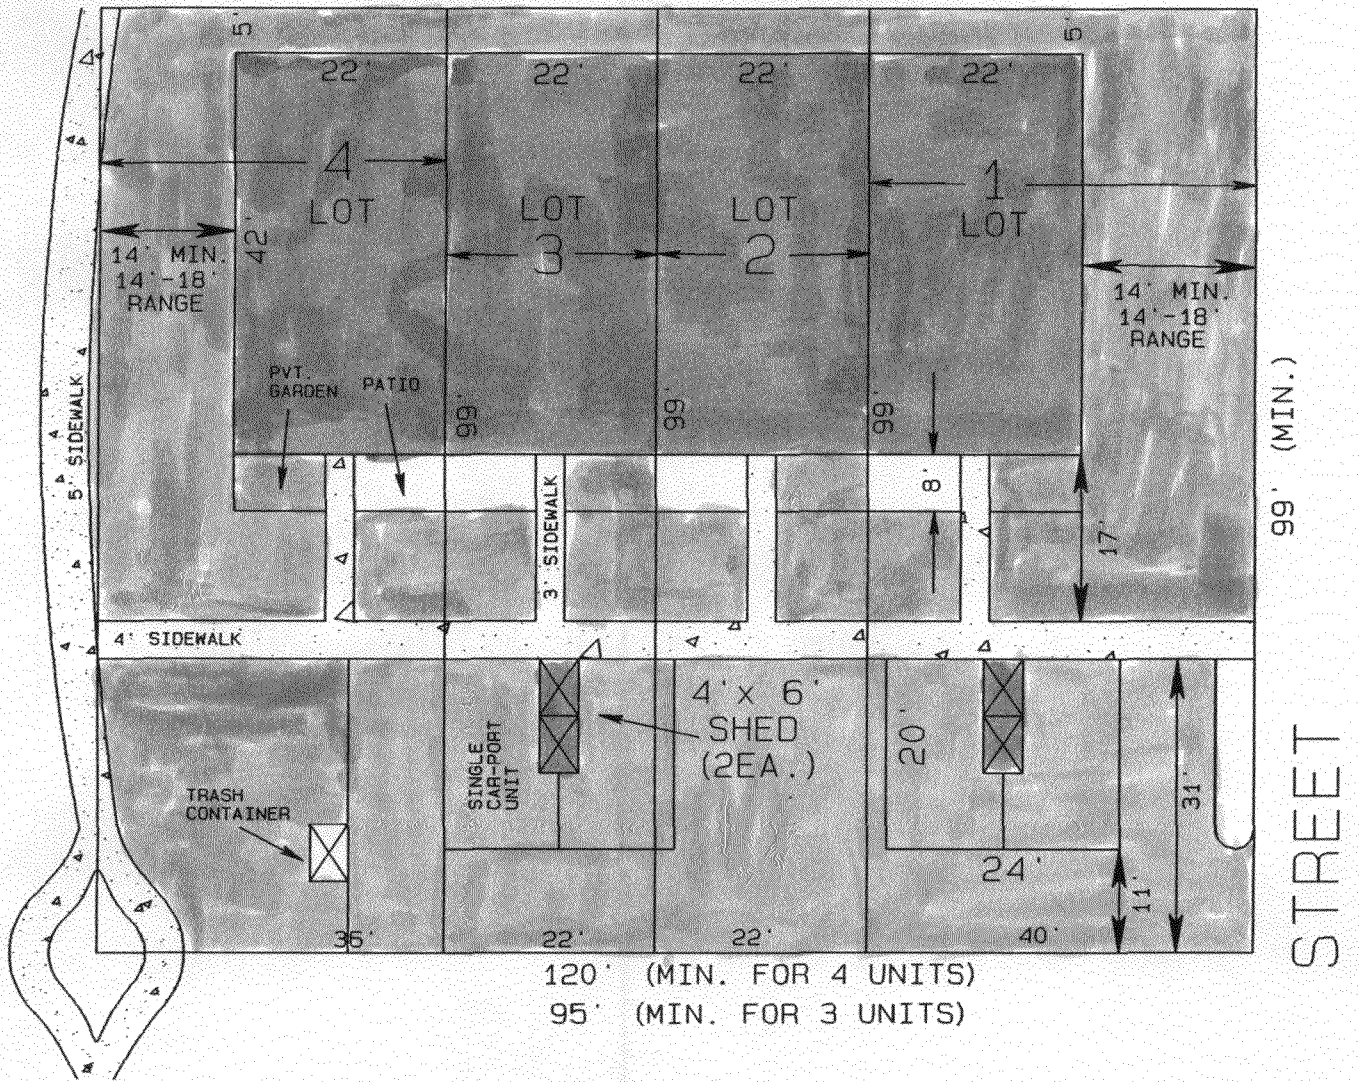 5'
5'
22'
22'
22'
22'
4
LOT
LOT
3
LOT
2
1
LOT
42'
14' MIN.
14'-18'
RANGE
14' MIN.
14'-18'
RANGE
PVT.
GARDEN
PATIO
99'
99'
99'
99' (MIN.)
5' SIDEWALK
8'
3' SIDEWALK
17'
4' SIDEWALK
4' x 6'
SHED
(2EA.)
SINGLE
CAR-PORT
UNIT
20'
31'
TRASH
CONTAINER
24'
11'
36'
22'
22'
40'
STREET
120' (MIN. FOR 4 UNITS)
95' (MIN. FOR 3 UNITS)